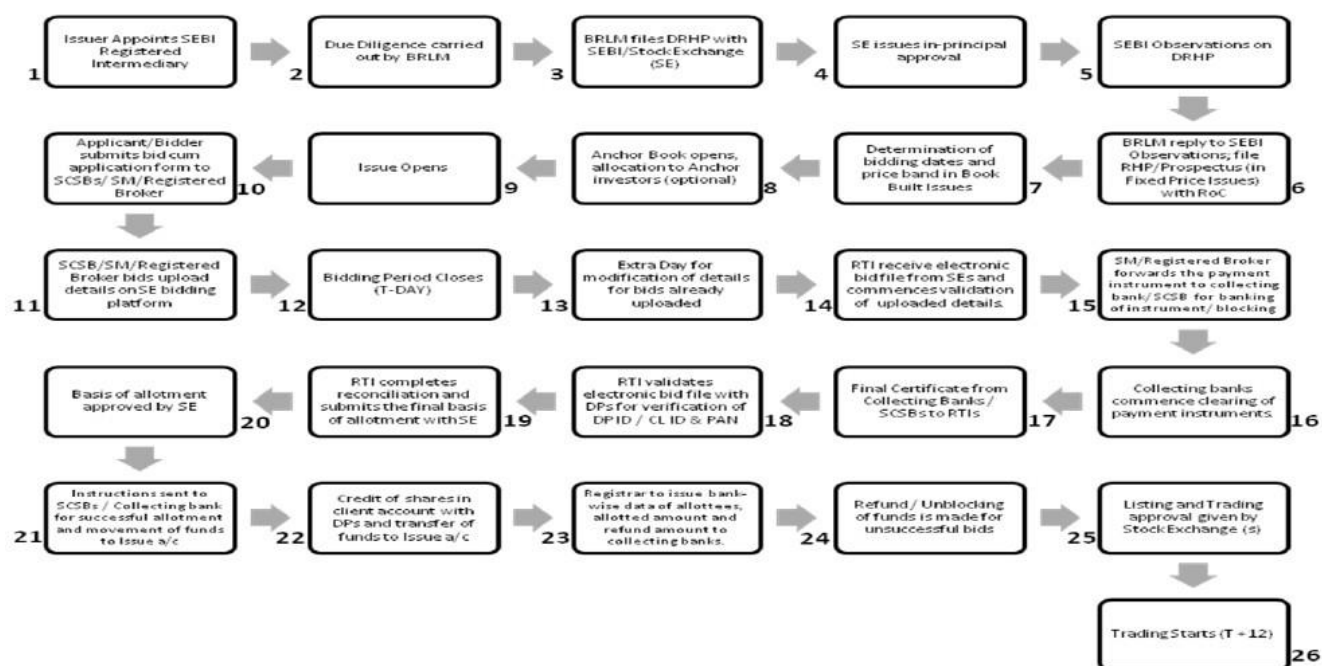 Issuer Appoints SEBI
Registered
Intermediary
1
Due Diligence carried
out by BRLM
2
BRLM files DRHP with
SEBI/Stock Exchange
(SE)
3
SE issues in-principal
approval
4
SEBI Observations on
DRHP
5
BRLM reply to SEBI
Observations; file
RHP/Prospectus (in
Fixed Price Issues)
with RoC
6
Determination of
bidding dates and
price band in Book
Built Issues
7
Anchor Book opens,
allocation to Anchor
investors (optional)
8
Issue Opens
9
Applicant/Bidder
submits bid cum
application form to
SCSBs/ SM/Registered
Broker
10
SCSB/SM/Registered
Broker bids upload
details on SE bidding
platform
11
Bidding Period Closes
(T-DAY)
12
Extra Day for
modification of details
for bids already
uploaded
13
RTI receive electronic
bid file from SEs and
commences validation
of uploaded details.
14
SM/Registered Broker
forwards the payment
instrument to collecting
bank/SCSB for banking
of instrument/ blocking
15
Collecting banks
commence clearing of
payment instruments.
16
Final Certificate from
Collecting Banks /
SCSBs to RTIs
17
RTI validates
electronic bid file with
DPs for verification of
DP ID / CL ID & PAN
18
RTI completes
reconciliation and
submits the final basis
of allotment with SE
19
Basis of allotment
approved by SE
20
Instructions sent to
SCSBs / Collecting bank
for successful allotment
and movement of funds
to Issue a/c
21
Credit of shares in
client account with
DPs and transfer of
funds to Issue a/c
22
Registrar to issue bank-
wise data of allottees,
allotted amount and
refund amount to
collecting banks.
23
Refund / Unblocking
of funds is made for
unsuccessful bids
24
Listing and Trading
approval given by
Stock Exchange (s)
25
Trading Starts (T + 12)
26